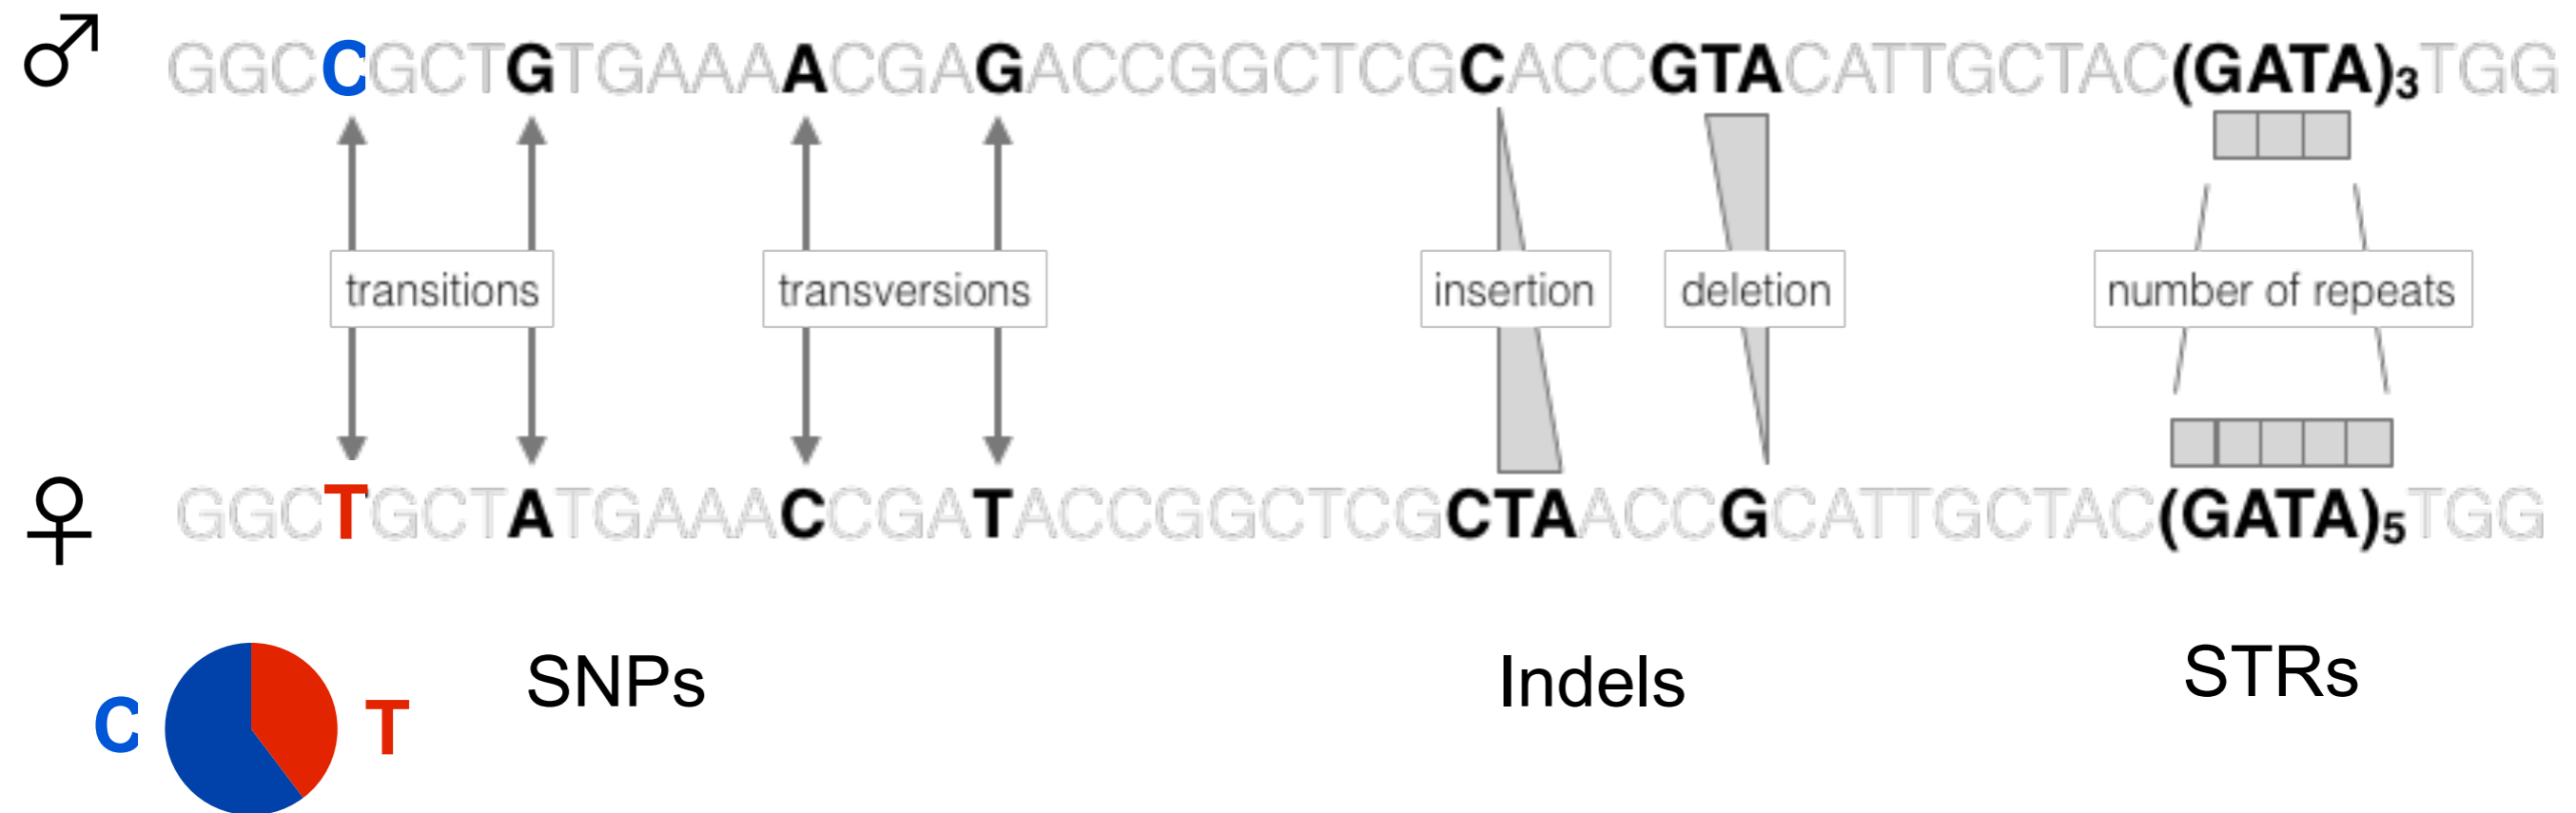 ♂ GGCCGCTGTGAAAACGAGACCGGCTCGCACCGTACATTGCTAC(GATA)₃TGG
transitions transversions insertion deletion number of repeats
♀ GGCTGCTATGAAACCGATACCGGCTCGCTAACCGCATTGCTAC(GATA)₅TGG
SNPs Indels STRs
C T